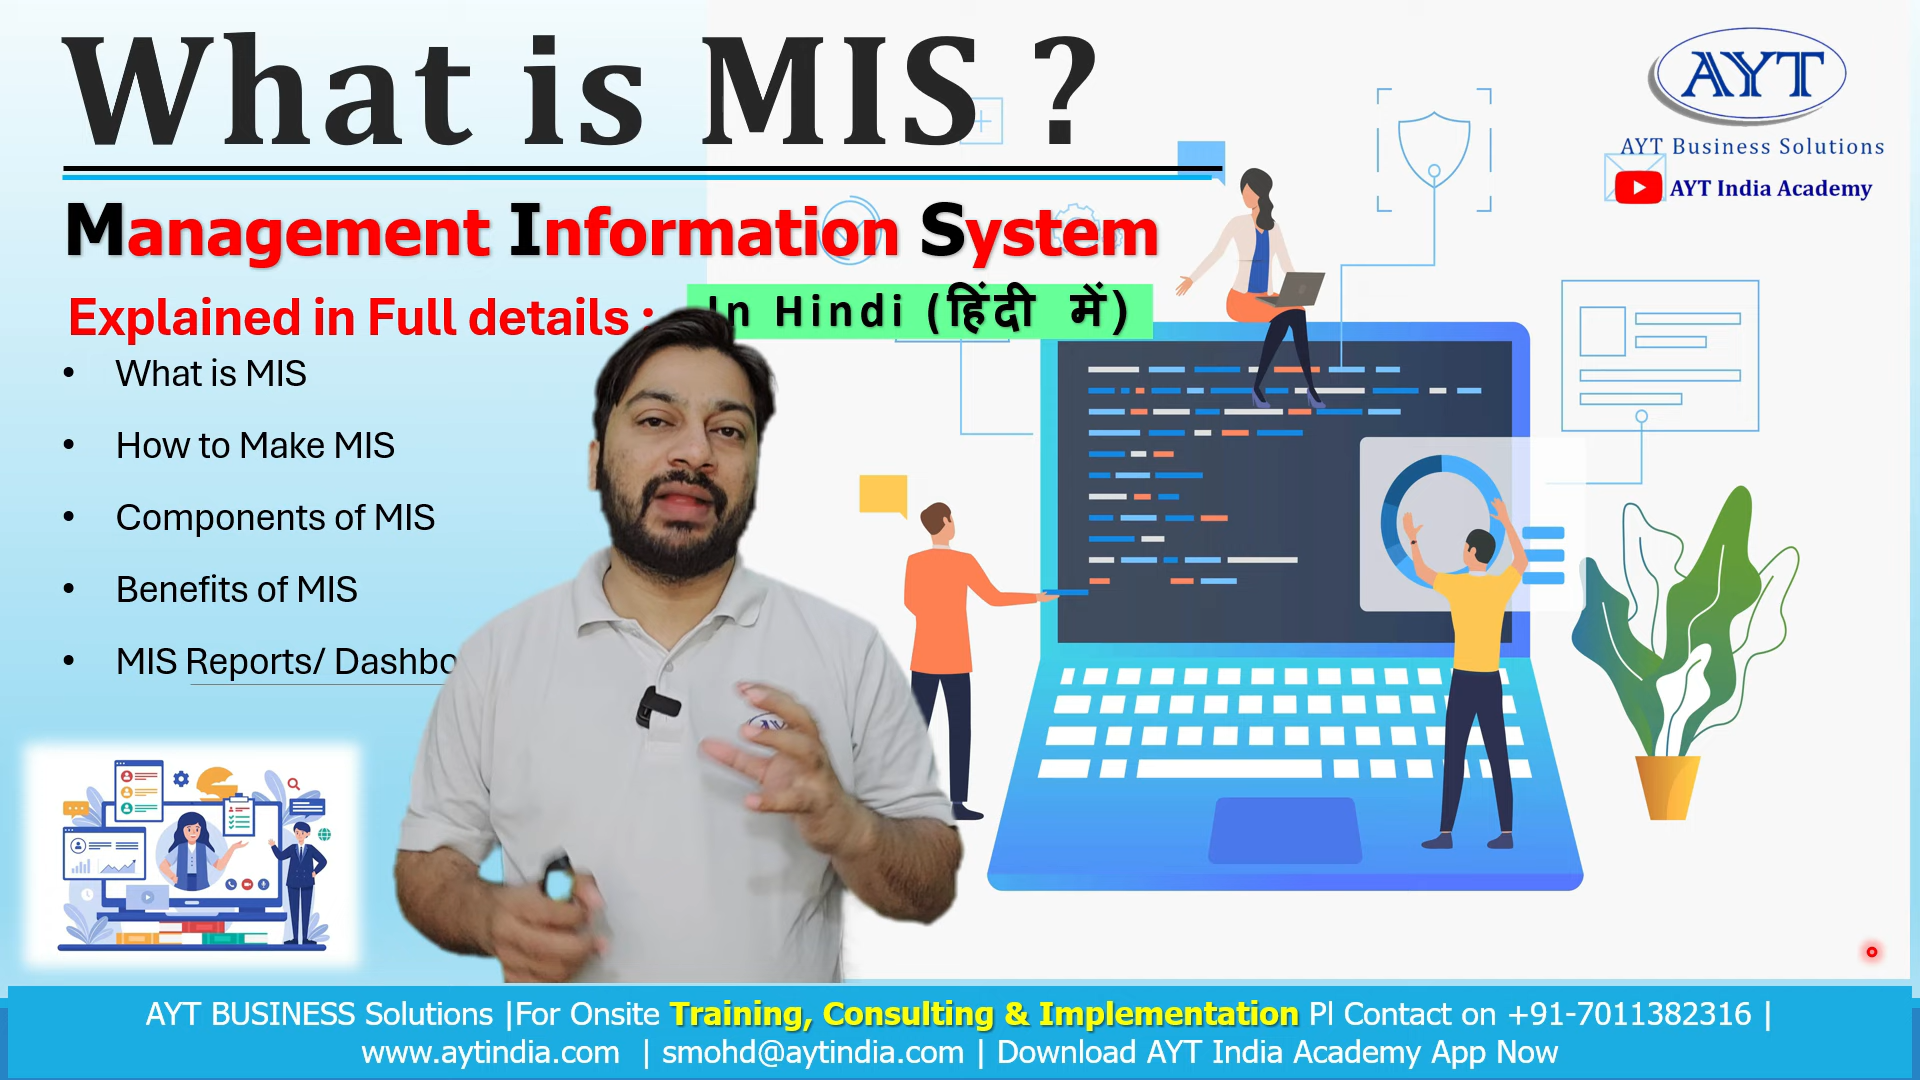 What is MIS ?
AYT
AYT Business Solutions
AYT India Academy
Management Information System
Explained in Full details :
In Hindi (हिंदी में)
• What is MIS
• How to Make MIS
• Components of MIS
• Benefits of MIS
• MIS Reports/
AYT
AYT BUSINESS Solutions |For Onsite Training, Consulting & Implementation Pl Contact on +91-7011382316 |
www.aytindia.com | smohd@aytindia.com | Download AYT India Academy App Now